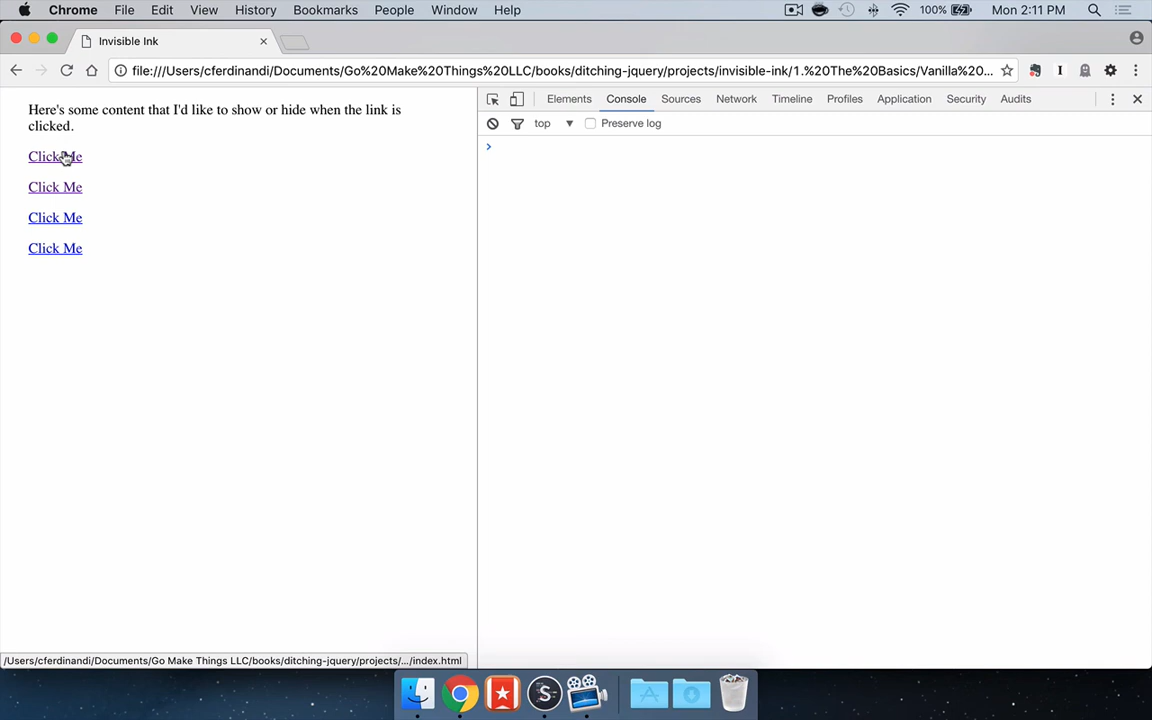 Chrome File Edit View History Bookmarks People Window Help 100% Mon 2:11 PM
Invisible Ink
file:///Users/cferdinandi/Documents/Go%20Make%20Things%20LLC/books/ditching-jquery/projects/invisible-ink/1.%20The%20Basics/Vanilla%20...
Elements Console Sources Network Timeline Profiles Application Security Audits
top Preserve log
Here's some content that I'd like to show or hide when the link is
clicked.
Click Me
Click Me
Click Me
Click Me
/Users/cferdinandi/Documents/Go Make Things LLC/books/ditching-jquery/projects/.../index.html